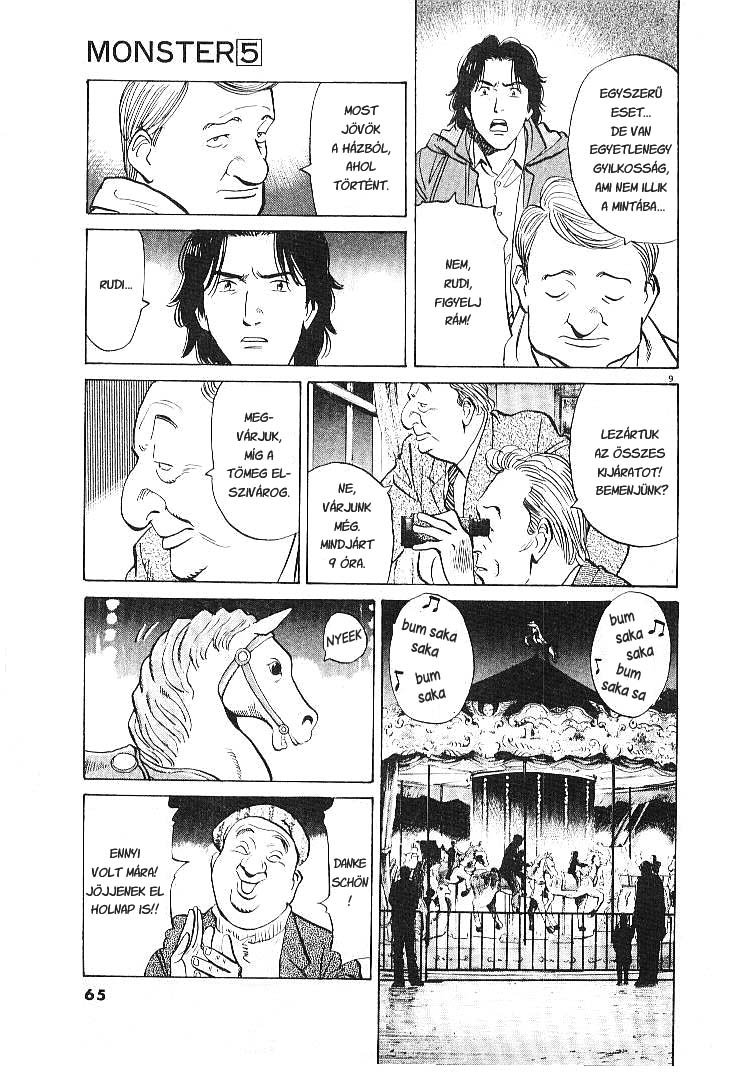 MONSTER 5
EGYSZERŰ
ESET...
DE VAN
EGYETLENEGY
GYILKOSSÁG,
AMI NEM ILLIK
A MINTÁBA...
NEM,
RUDI,
FIGYELJ
RÁM!
MOST
JÖVÖK
A HÁZBÓL,
AHOL
TÖRTÉNT.
RUDI...
9
LEZÁRTUK
AZ ÖSSZES
KIJÁRATOT!
BEMENJÜNK?
NE,
VÁRJUNK
MÉG.
MINDJÁRT
9 ÓRA.
MEG-
VÁRJUK,
MÍG A
TÖMEG EL-
SZIVÁROG.
bum
saka
saka
bum
saka sa
bum saka
saka
bum
saka
NYEEK
DANKE
SCHÖN
!
ENNYI
VOLT MÁRA!
JÖJJENEK EL
HOLNAP IS!!
65